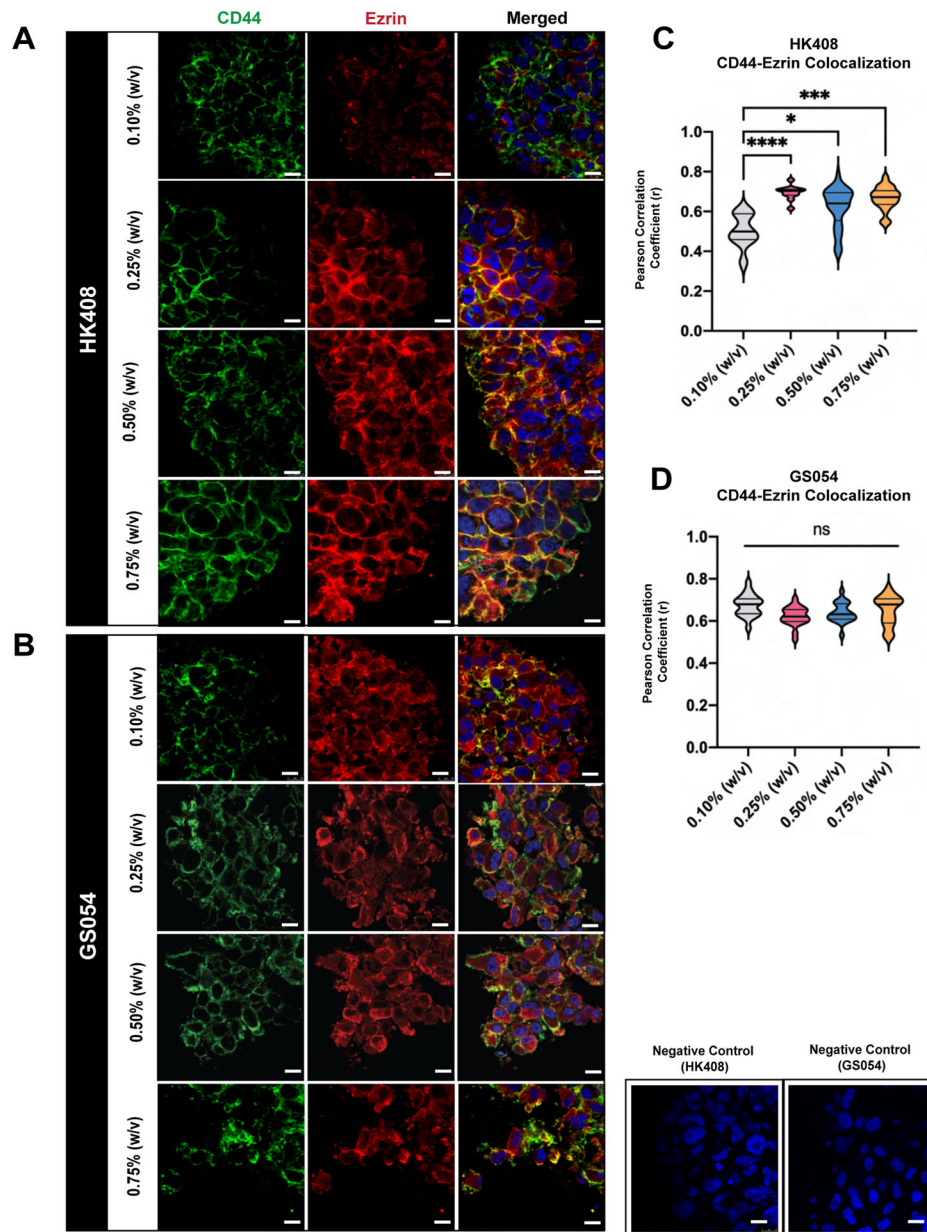 CD44 Ezrin Merged
A
HK408
0.10% (w/v)
0.25% (w/v)
0.50% (w/v)
0.75% (w/v)
B
GS054
0.10% (w/v)
0.25% (w/v)
0.50% (w/v)
0.75% (w/v)
C
HK408
CD44-Ezrin Colocalization
***
*
****
Pearson Correlation
Coefficient (r)
1.0
0.8
0.6
0.4
0.2
0.0
0.10% (w/v)
0.25% (w/v)
0.50% (w/v)
0.75% (w/v)
D
GS054
CD44-Ezrin Colocalization
ns
Pearson Correlation
Coefficient (r)
1.0
0.8
0.6
0.4
0.2
0.0
0.10% (w/v)
0.25% (w/v)
0.50% (w/v)
0.75% (w/v)
Negative Control
(HK408)
Negative Control
(GS054)